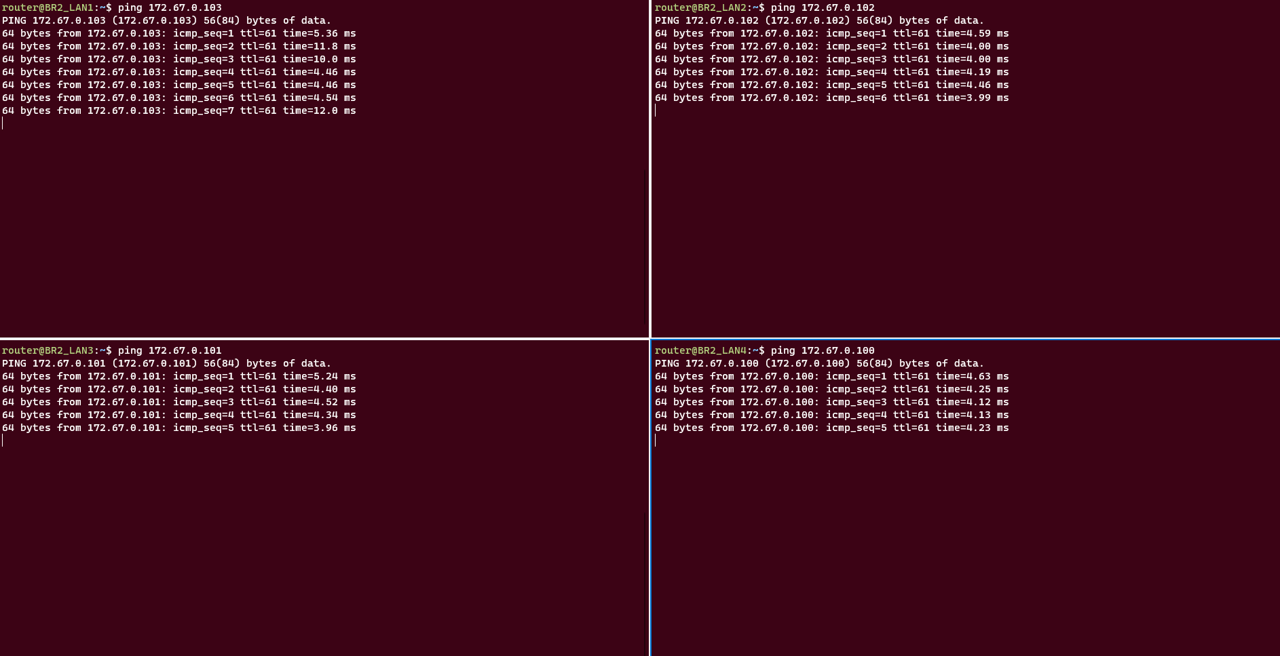 router@BR2_LAN1:~$ ping 172.67.0.103
PING 172.67.0.103 (172.67.0.103) 56(84) bytes of data.
64 bytes from 172.67.0.103: icmp_seq=1 ttl=61 time=5.36 ms
64 bytes from 172.67.0.103: icmp_seq=2 ttl=61 time=11.8 ms
64 bytes from 172.67.0.103: icmp_seq=3 ttl=61 time=10.0 ms
64 bytes from 172.67.0.103: icmp_seq=4 ttl=61 time=4.46 ms
64 bytes from 172.67.0.103: icmp_seq=5 ttl=61 time=4.46 ms
64 bytes from 172.67.0.103: icmp_seq=6 ttl=61 time=4.54 ms
64 bytes from 172.67.0.103: icmp_seq=7 ttl=61 time=12.0 ms
router@BR2_LAN2:~$ ping 172.67.0.102
PING 172.67.0.102 (172.67.0.102) 56(84) bytes of data.
64 bytes from 172.67.0.102: icmp_seq=1 ttl=61 time=4.59 ms
64 bytes from 172.67.0.102: icmp_seq=2 ttl=61 time=4.00 ms
64 bytes from 172.67.0.102: icmp_seq=3 ttl=61 time=4.00 ms
64 bytes from 172.67.0.102: icmp_seq=4 ttl=61 time=4.19 ms
64 bytes from 172.67.0.102: icmp_seq=5 ttl=61 time=4.46 ms
64 bytes from 172.67.0.102: icmp_seq=6 ttl=61 time=3.99 ms
router@BR2_LAN3:~$ ping 172.67.0.101
PING 172.67.0.101 (172.67.0.101) 56(84) bytes of data.
64 bytes from 172.67.0.101: icmp_seq=1 ttl=61 time=5.24 ms
64 bytes from 172.67.0.101: icmp_seq=2 ttl=61 time=4.40 ms
64 bytes from 172.67.0.101: icmp_seq=3 ttl=61 time=4.52 ms
64 bytes from 172.67.0.101: icmp_seq=4 ttl=61 time=4.34 ms
64 bytes from 172.67.0.101: icmp_seq=5 ttl=61 time=3.96 ms
router@BR2_LAN4:~$ ping 172.67.0.100
PING 172.67.0.100 (172.67.0.100) 56(84) bytes of data.
64 bytes from 172.67.0.100: icmp_seq=1 ttl=61 time=4.63 ms
64 bytes from 172.67.0.100: icmp_seq=2 ttl=61 time=4.25 ms
64 bytes from 172.67.0.100: icmp_seq=3 ttl=61 time=4.12 ms
64 bytes from 172.67.0.100: icmp_seq=4 ttl=61 time=4.13 ms
64 bytes from 172.67.0.100: icmp_seq=5 ttl=61 time=4.23 ms